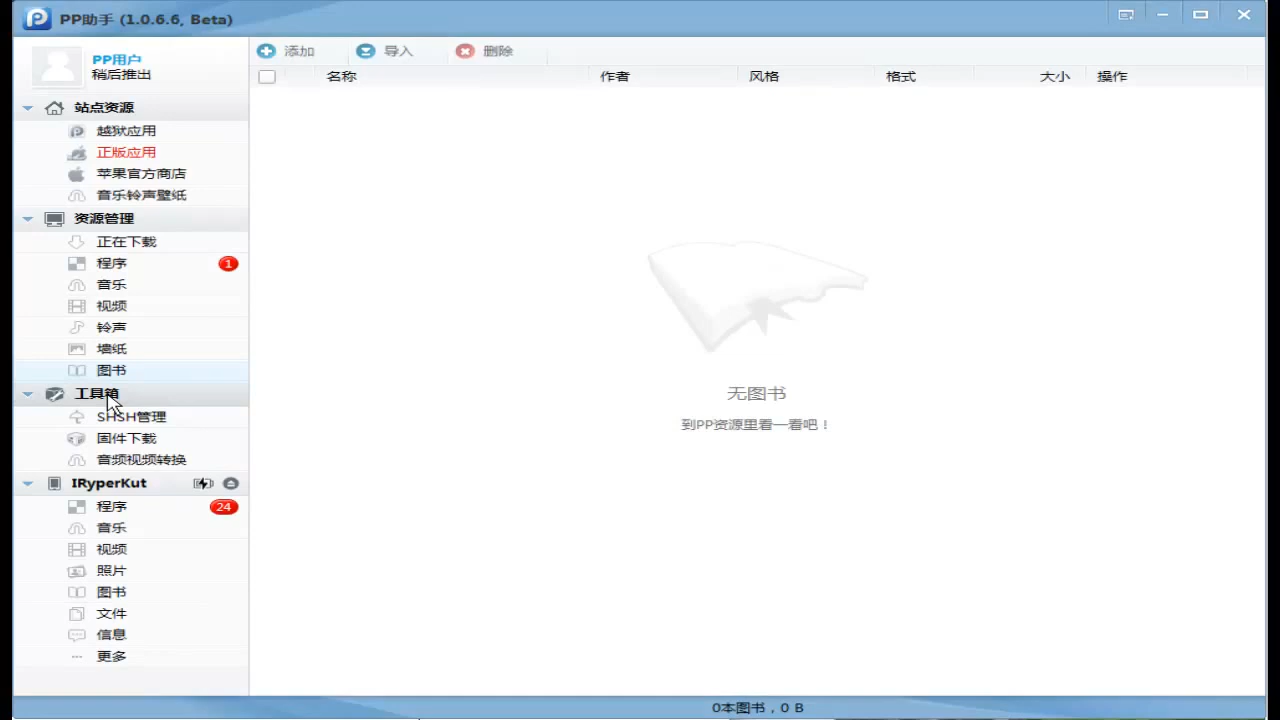 PP助手 (1.0.6.6, Beta)
PP用户
稍后推出
站点资源
越狱应用
正版应用
苹果官方商店
音乐铃声壁纸
资源管理
正在下载
程序 1
音乐
视频
铃声
墙纸
图书
工具箱
SHSH管理
固件下载
音频视频转换
IRyperKut
程序 24
音乐
视频
照片
图书
文件
信息
更多
添加 导入 删除
名称 作者 风格 格式 大小 操作
无图书
到PP资源里看一看吧！
0本图书，0 B